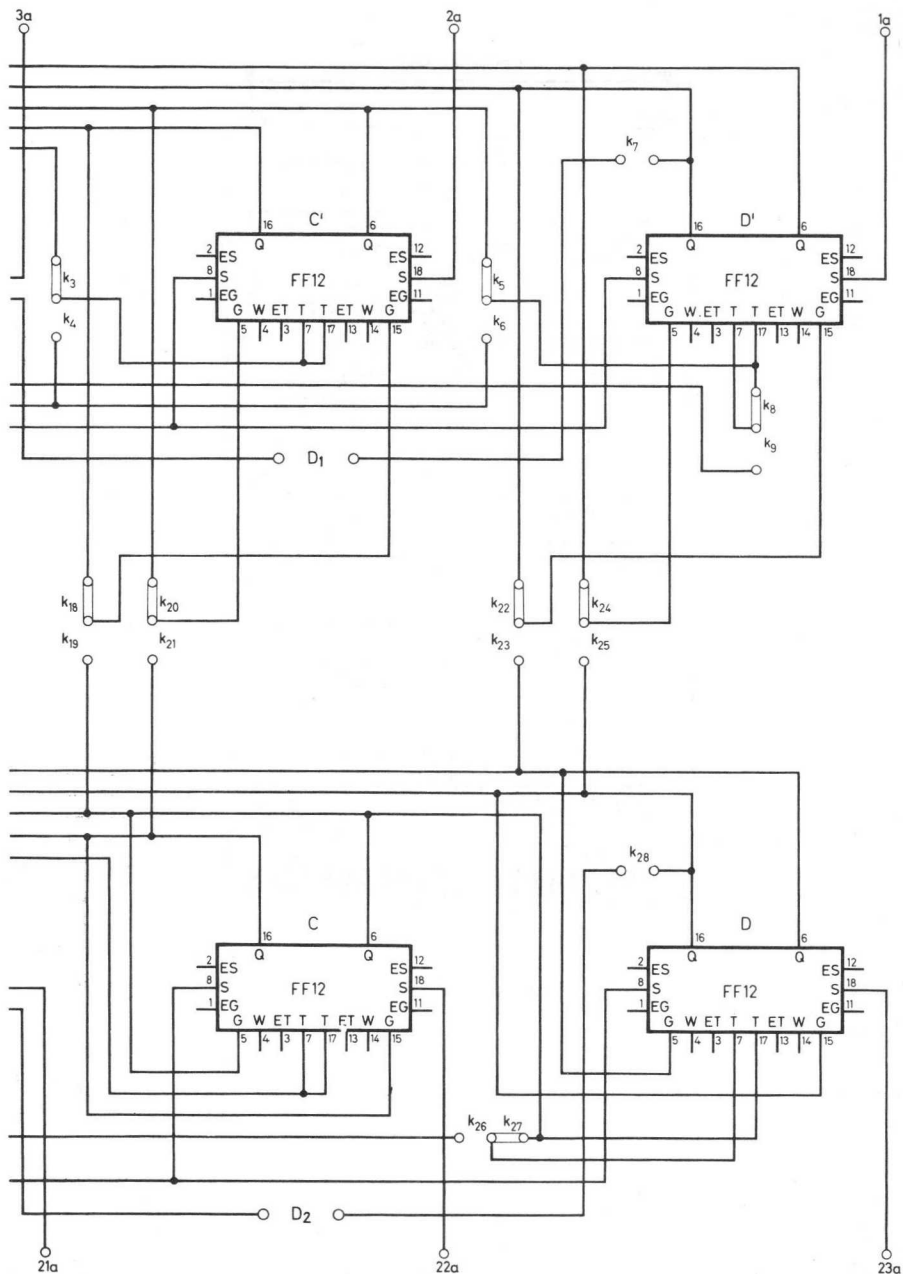 3a 2a 1a
k7
C' D'
16 6 16 6
Q Q Q Q
2 ES ES 12 2 ES ES 12
8 S FF12 S 18 8 S FF12 S 18
1 EG EG 11 1 EG EG 11
G W ET T T ET W G G W. ET T T ET W G
5 4 3 7 17 13 14 15 5 4 3 7 17 13 14 15
k3 k5
k4 k6
k8
k9
D1
k18 k20 k22 k24
k19 k21 k23 k25
k28
C D
16 6 16 6
Q Q Q Q
2 ES ES 12 2 ES ES 12
8 S FF12 S 18 8 S FF12 S 18
1 EG EG 11 1 EG EG 11
G W ET T T ET W G G W ET T T ET W G
5 4 3 7 17 13 14 15 5 4 3 7 17 13 14 15
k26 k27
D2
21a 22a 23a